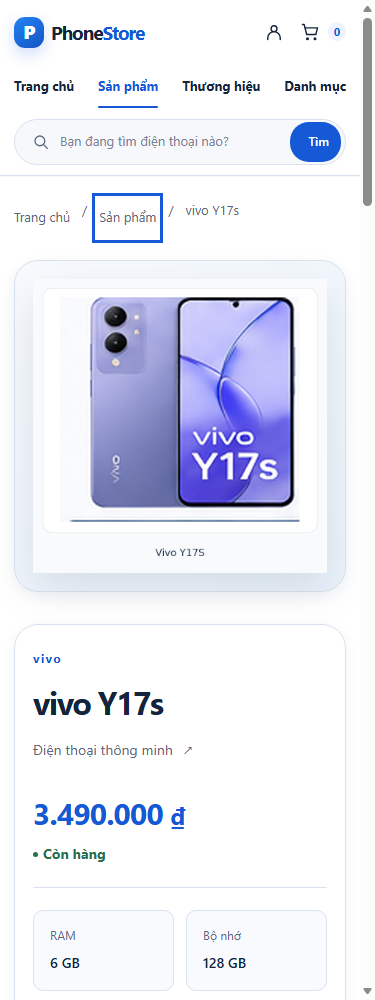 P PhoneStore
0
Trang chủ Sản phẩm Thương hiệu Danh mục
Bạn đang tìm điện thoại nào? Tìm
Trang chủ / Sản phẩm / vivo Y17s
vivo
vivo
Y17s
Vivo Y17S
vivo
vivo Y17s
Điện thoại thông minh ↗
3.490.000 ₫
• Còn hàng
RAM Bộ nhớ
6 GB 128 GB